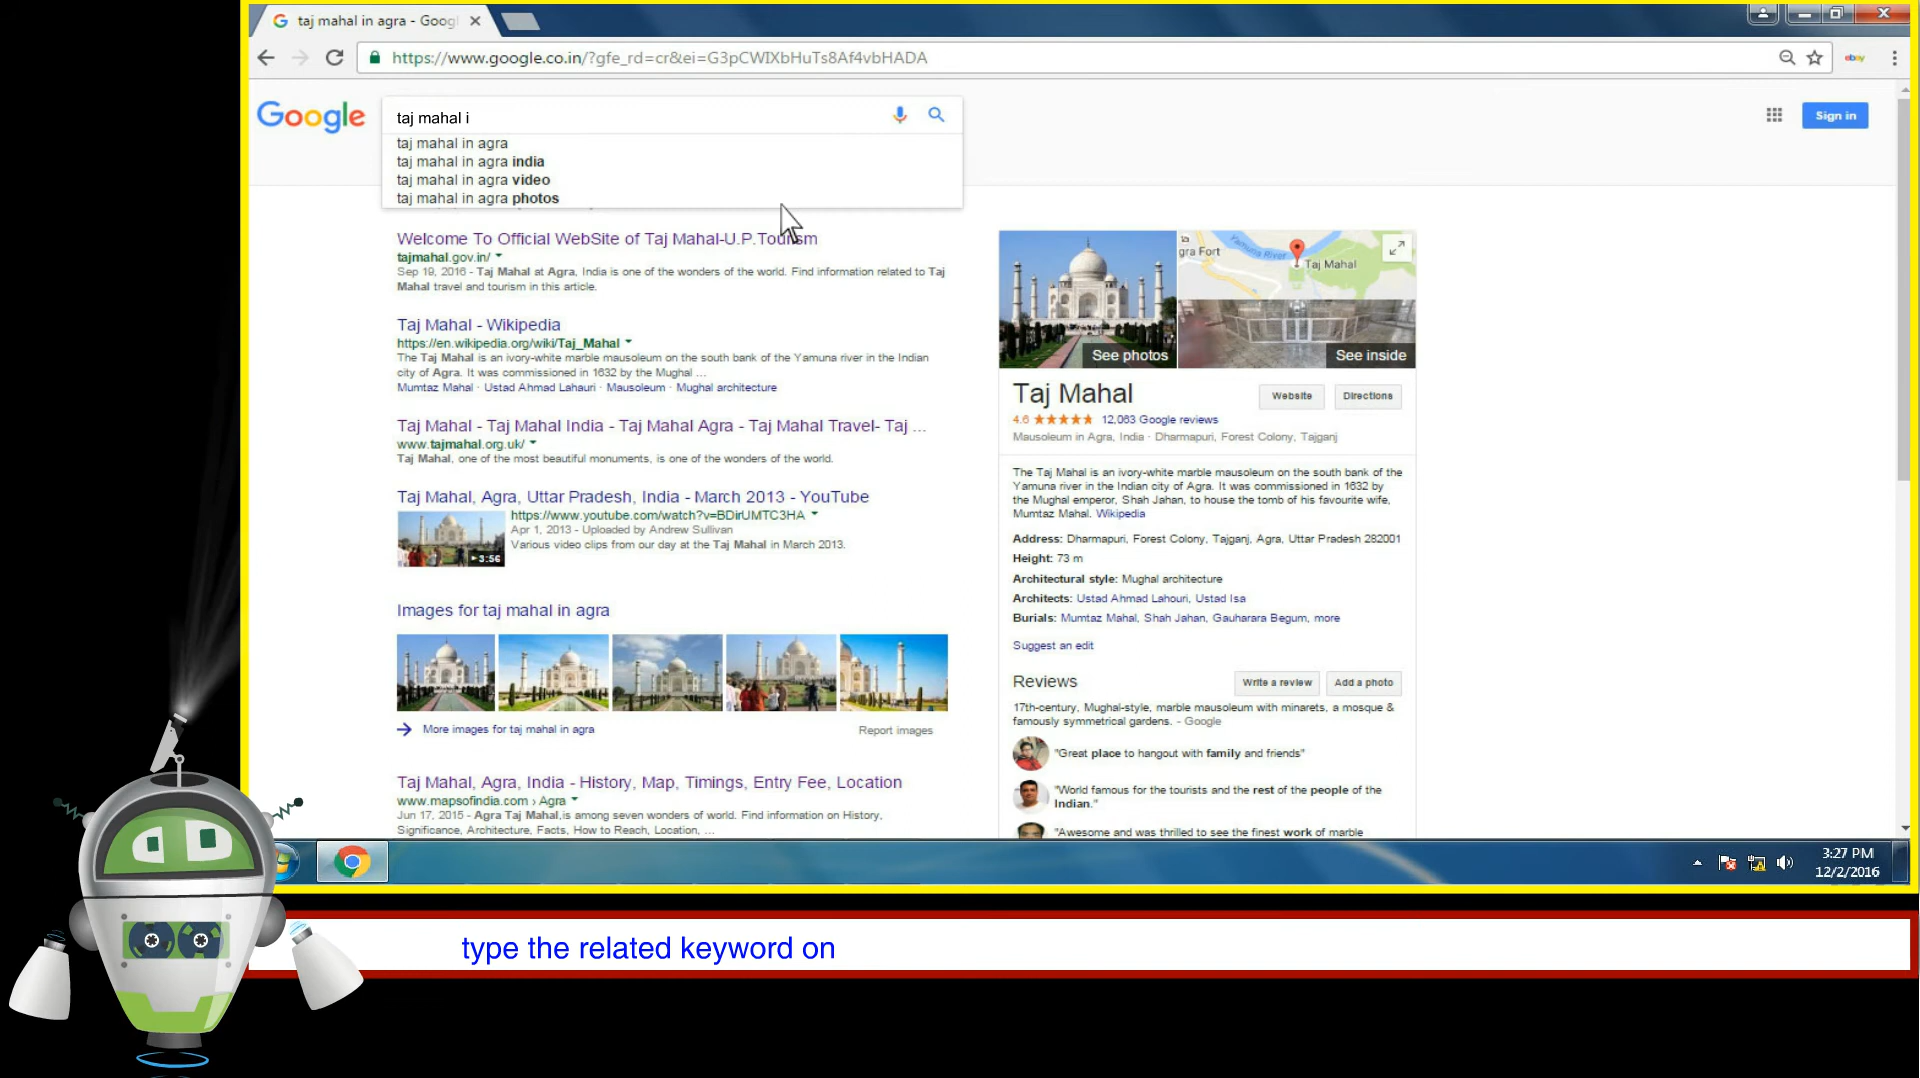 taj mahal in agra - Goog
https://www.google.co.in/?gfe_rd=cr&ei=G3pCWIXbHuTs8Af4vbHADA
ebay
Google
taj mahal i
Sign in
taj mahal in agra
taj mahal in agra india
taj mahal in agra video
taj mahal in agra photos
Welcome To Official WebSite of Taj Mahal-U.P.Tourism
tajmahal.gov.in/
Sep 19, 2016 - Taj Mahal at Agra, India is one of the wonders of the world. Find information related to Taj
Mahal travel and tourism in this article.
Taj Mahal - Wikipedia
https://en.wikipedia.org/wiki/Taj_Mahal
The Taj Mahal is an ivory-white marble mausoleum on the south bank of the Yamuna river in the Indian
city of Agra. It was commissioned in 1632 by the Mughal ...
Mumtaz Mahal · Ustad Ahmad Lahauri · Mausoleum · Mughal architecture
Taj Mahal - Taj Mahal India - Taj Mahal Agra - Taj Mahal Travel- Taj ...
www.tajmahal.org.uk/
Taj Mahal, one of the most beautiful monuments, is one of the wonders of the world.
Taj Mahal, Agra, Uttar Pradesh, India - March 2013 - YouTube
https://www.youtube.com/watch?v=BDirUMTC3HA
Apr 1, 2013 - Uploaded by Andrew Sullivan
Various video clips from our day at the Taj Mahal in March 2013.
3:56
Images for taj mahal in agra
More images for taj mahal in agra
Report images
Taj Mahal, Agra, India - History, Map, Timings, Entry Fee, Location
www.mapsofindia.com › Agra
Jun 17, 2015 - Agra Taj Mahal,is among seven wonders of world. Find information on History,
Significance, Architecture, Facts, How to Reach, Location, ...
gra Fort
Yamuna River
Taj Mahal
See photos
See inside
Taj Mahal
Website
Directions
4.6 12,063 Google reviews
Mausoleum in Agra, India · Dharmapuri, Forest Colony, Tajganj
The Taj Mahal is an ivory-white marble mausoleum on the south bank of the
Yamuna river in the Indian city of Agra. It was commissioned in 1632 by
the Mughal emperor, Shah Jahan, to house the tomb of his favourite wife,
Mumtaz Mahal. Wikipedia
Address: Dharmapuri, Forest Colony, Tajganj, Agra, Uttar Pradesh 282001
Height: 73 m
Architectural style: Mughal architecture
Architects: Ustad Ahmad Lahouri, Ustad Isa
Burials: Mumtaz Mahal, Shah Jahan, Gauharara Begum, more
Suggest an edit
Reviews
Write a review
Add a photo
17th-century, Mughal-style, marble mausoleum with minarets, a mosque &
famously symmetrical gardens. - Google
"Great place to hangout with family and friends"
"World famous for the tourists and the rest of the people of the
Indian."
"Awesome and was thrilled to see the finest work of marble
3:27 PM
12/2/2016
type the related keyword on